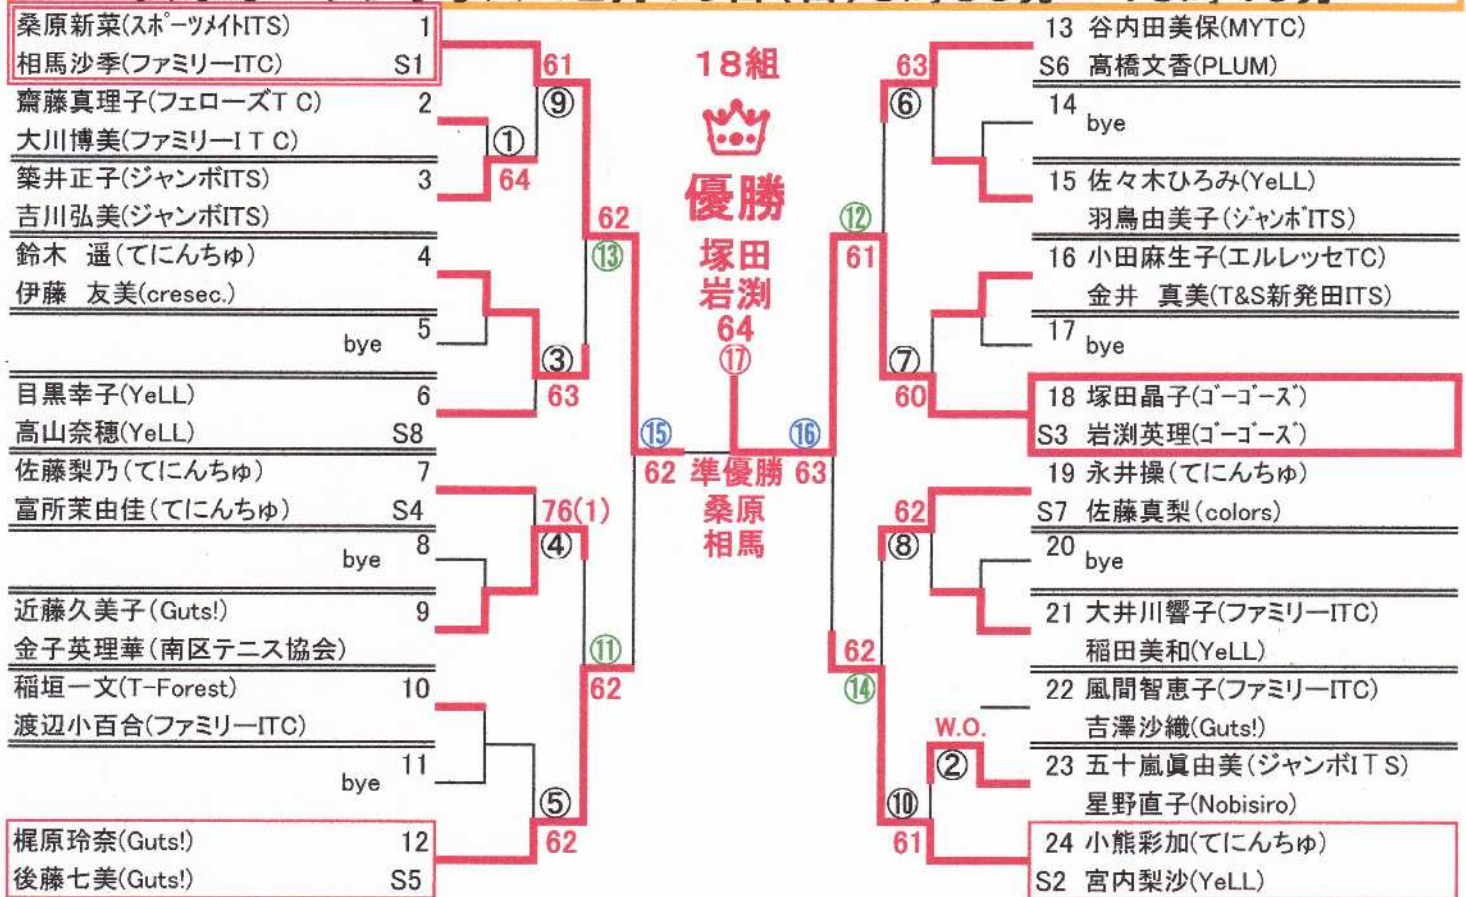 桑原新菜(スポーツメイトITS) 1
相馬沙季(ファミリーITC) S1
齋藤真理子(フェローズT C) 2
大川博美(ファミリーI T C)
築井正子(ジャンボITS) 3
吉川弘美(ジャンボITS)
鈴木 遥(てにんちゅ) 4
伊藤 友美(cresec.)
bye 5
目黒幸子(YeLL) 6
高山奈穂(YeLL) S8
佐藤梨乃(てにんちゅ) 7
富所茉由佳(てにんちゅ) S4
bye 8
近藤久美子(Guts!) 9
金子英理華(南区テニス協会)
稲垣一文(T-Forest) 10
渡辺小百合(ファミリーITC)
bye 11
梶原玲奈(Guts!) 12
後藤七美(Guts!) S5
61
⑨
①
64
62
⑬
③
63
⑮
62
76(1)
④
⑪
62
⑤
62
18組
優勝
塚田
岩渕
64
⑰
準優勝
桑原
相馬
63
⑥
⑫
61
⑦
60
⑯
63
62
⑧
62
⑭
W.O.
②
⑩
61
13 谷内田美保(MYTC)
S6 髙橋文香(PLUM)
14 bye
15 佐々木ひろみ(YeLL)
羽鳥由美子(ジャンボITS)
16 小田麻生子(エルレッセTC)
金井 真美(T&S新発田ITS)
17 bye
18 塚田晶子(ゴーゴーズ)
S3 岩渕英理(ゴーゴーズ)
19 永井操(てにんちゅ)
S7 佐藤真梨(colors)
20 bye
21 大井川響子(ファミリーITC)
稲田美和(YeLL)
22 風間智恵子(ファミリーITC)
吉澤沙織(Guts!)
23 五十嵐眞由美(ジャンボI T S)
星野直子(Nobisiro)
24 小熊彩加(てにんちゅ)
S2 宮内梨沙(YeLL)